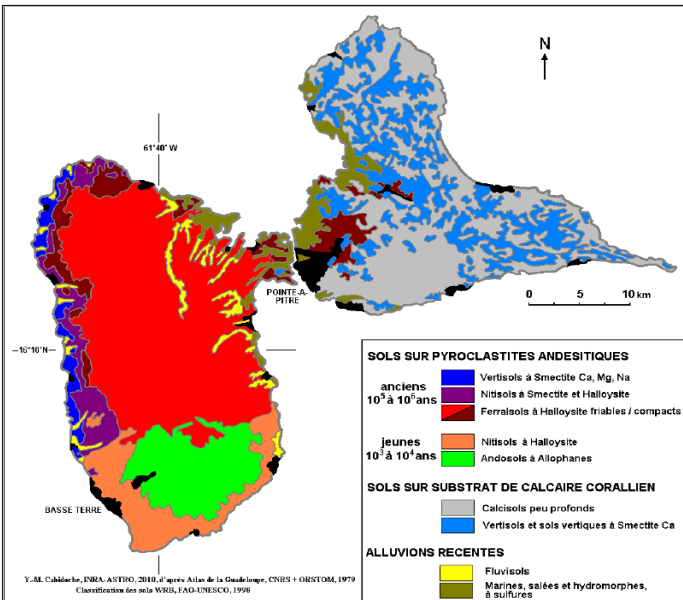 N
61°40' W
POINTE-A-
PITRE
0 5 10 km
16°10'N
BASSE TERRE
SOLS SUR PYROCLASTITES ANDESITIQUES
anciens
10⁵ à 10⁶ ans
Vertisols à Smectite Ca, Mg, Na
Nitisols à Smectite et Halloysite
Ferralsols à Halloysite friables / compacts
jeunes
10³ à 10⁴ ans
Nitisols à Halloysite
Andosols à Allophanes
SOLS SUR SUBSTRAT DE CALCAIRE CORALLIEN
Calcisols peu profonds
Vertisols et sols vertiques à Smectite Ca
ALLUVIONS RECENTES
Fluvisols
Marines, salées et hydromorphes,
à sulfures
Y.-M. Cabidoche, INRA-ASTRO, 2010, d'après Atlas de la Guadeloupe, CNRS + ORSTOM, 1979
Classification des sols WRB, FAO-UNESCO, 1998